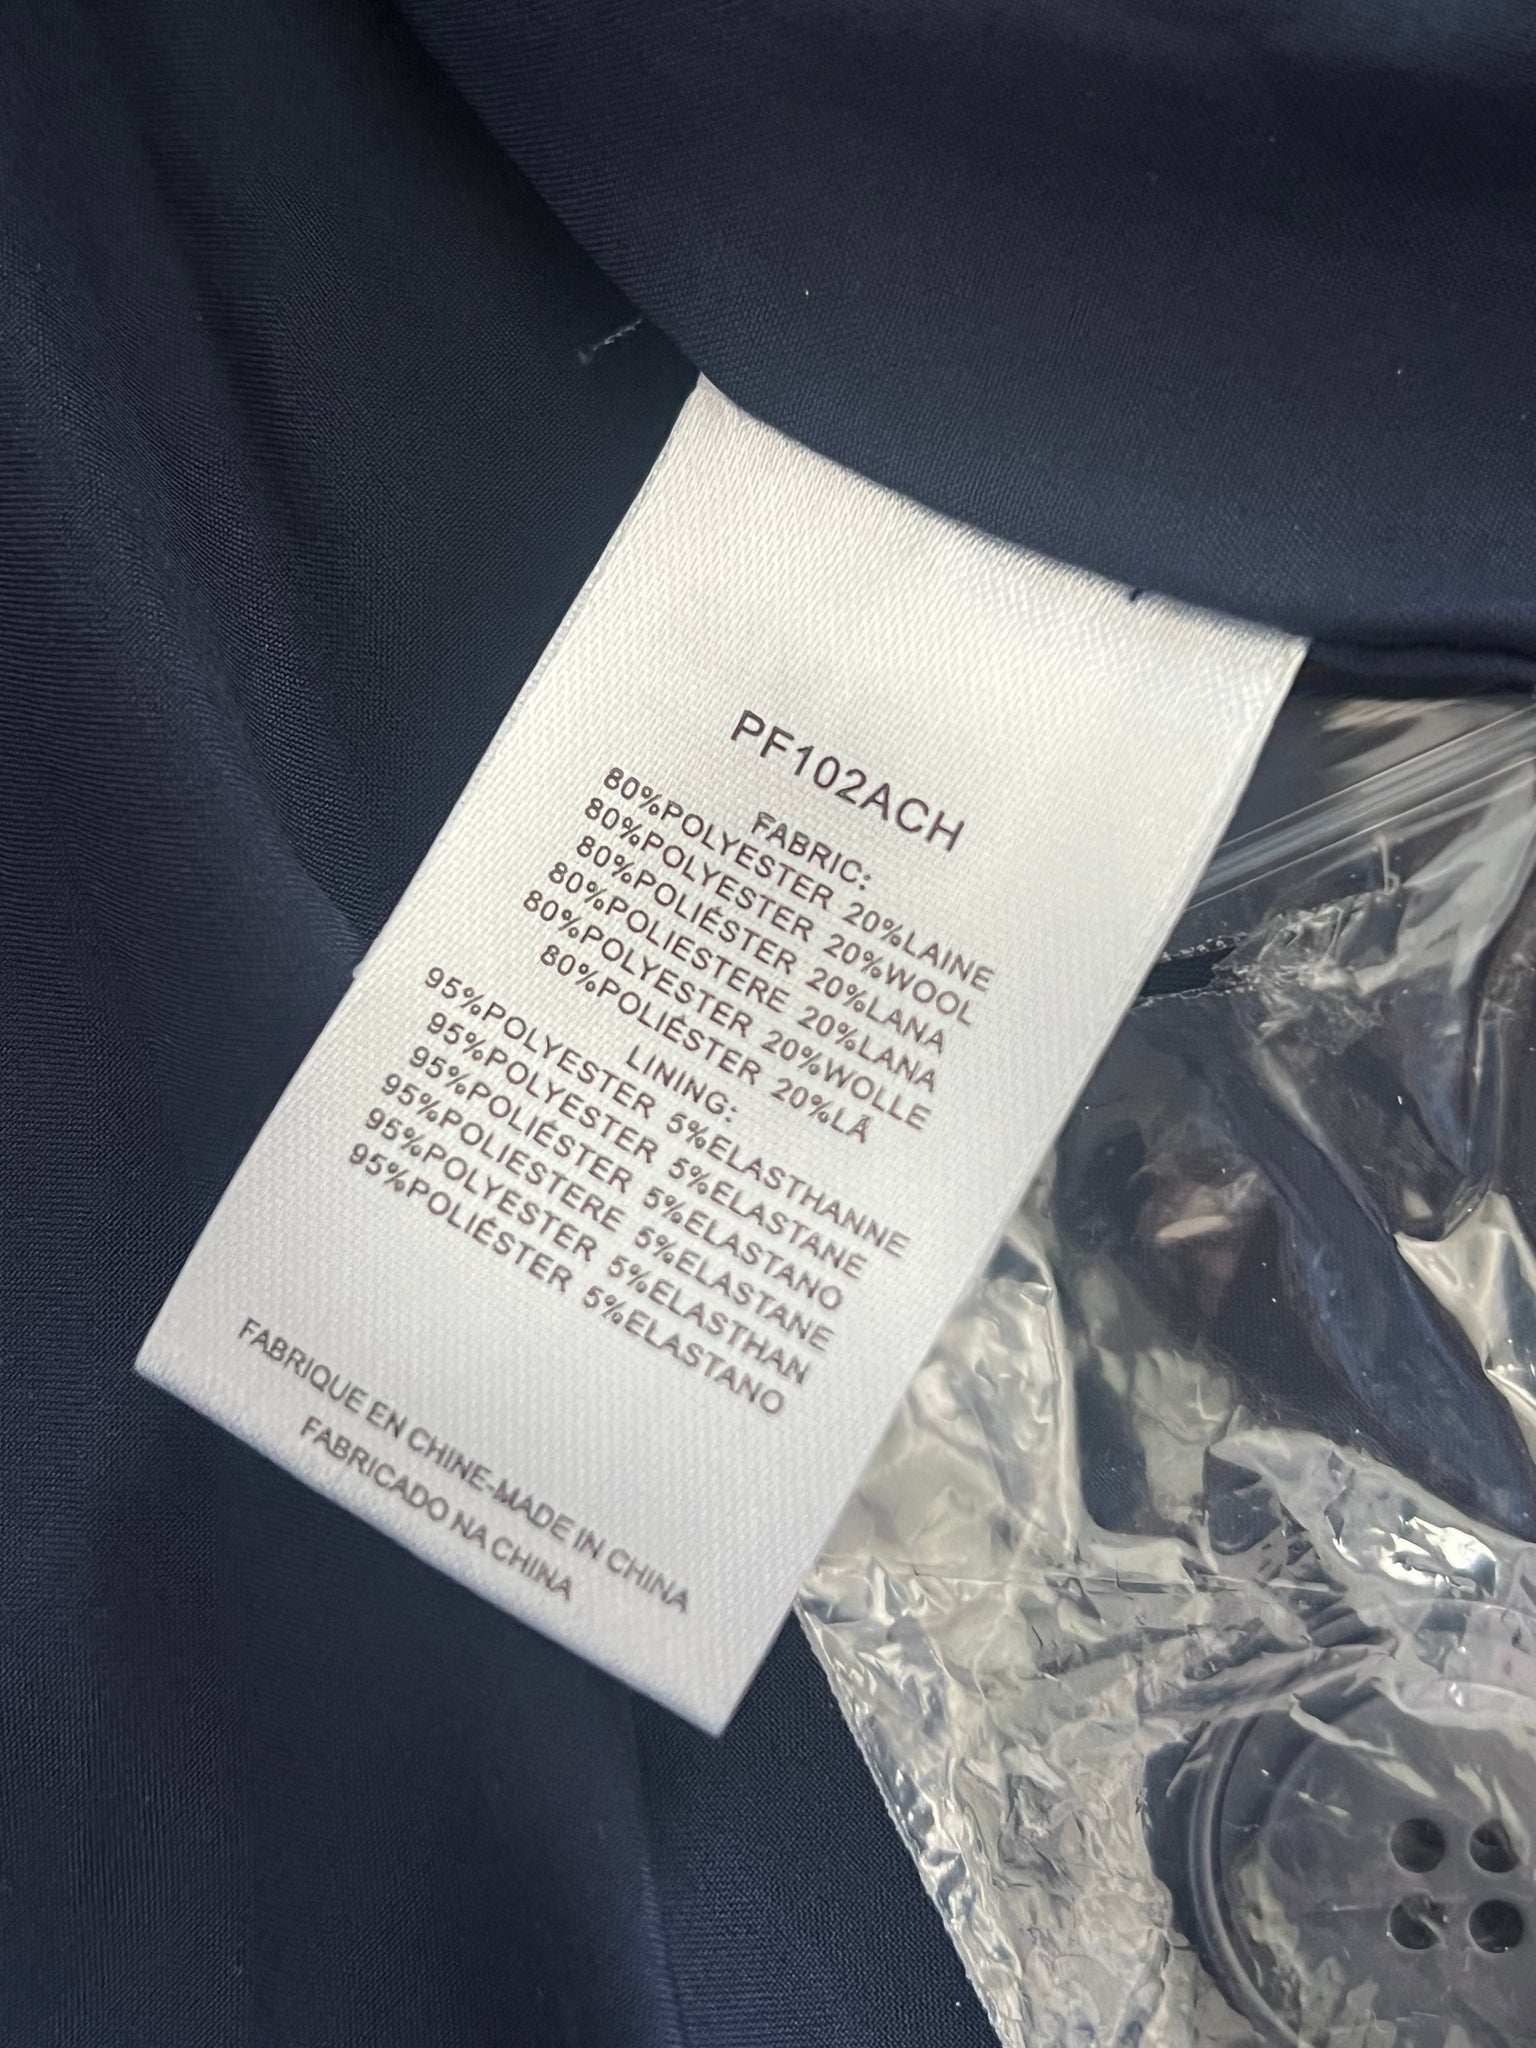 PF102ACH
FABRIC:
80%POLYESTER 20%LAINE
80%POLYESTER 20%WOOL
80%POLIÉSTER 20%LANA
80%POLIESTERE 20%LANA
80%POLYESTER 20%WOLLE
80%POLIÉSTER 20%LÃ
LINING:
95%POLYESTER 5%ELASTHANNE
95%POLYESTER 5%ELASTANE
95%POLIÉSTER 5%ELASTANO
95%POLIESTERE 5%ELASTANE
95%POLYESTER 5%ELASTHAN
95%POLIÉSTER 5%ELASTANO
FABRIQUE EN CHINE-MADE IN CHINA
FABRICADO NA CHINA